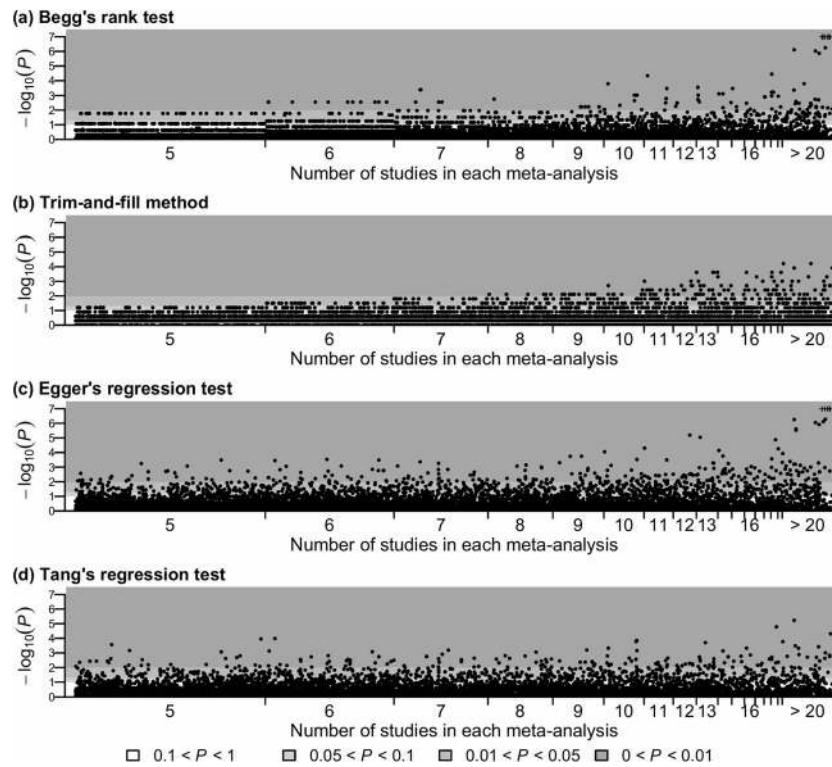 (a) Begg's rank test
− log10(P)
7
6
5
4
3
2
1
0
5 6 7 8 9 10 11 12 13 16 > 20
Number of studies in each meta-analysis
(b) Trim-and-fill method
− log10(P)
7
6
5
4
3
2
1
0
5 6 7 8 9 10 11 12 13 16 > 20
Number of studies in each meta-analysis
(c) Egger's regression test
− log10(P)
7
6
5
4
3
2
1
0
5 6 7 8 9 10 11 12 13 16 > 20
Number of studies in each meta-analysis
(d) Tang's regression test
− log10(P)
7
6
5
4
3
2
1
0
5 6 7 8 9 10 11 12 13 16 > 20
Number of studies in each meta-analysis
0.1 < P < 1 0.05 < P < 0.1 0.01 < P < 0.05 0 < P < 0.01